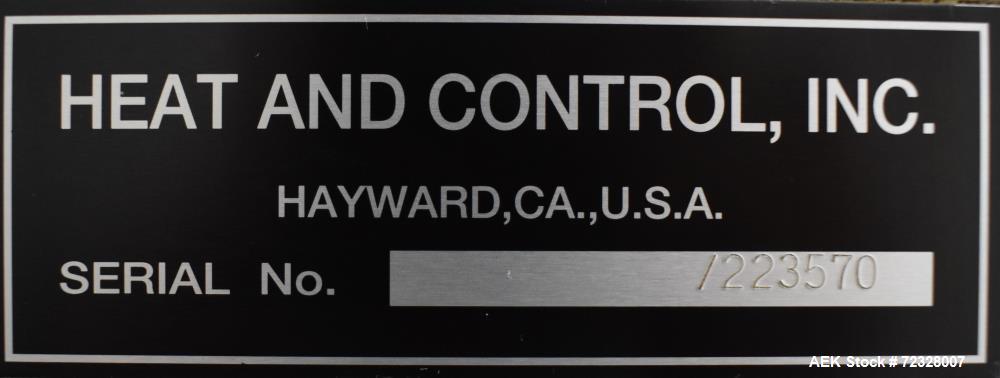 HEAT AND CONTROL, INC.
HAYWARD,CA.,U.S.A.
SERIAL No. /223570
AEK Stock # 72328007